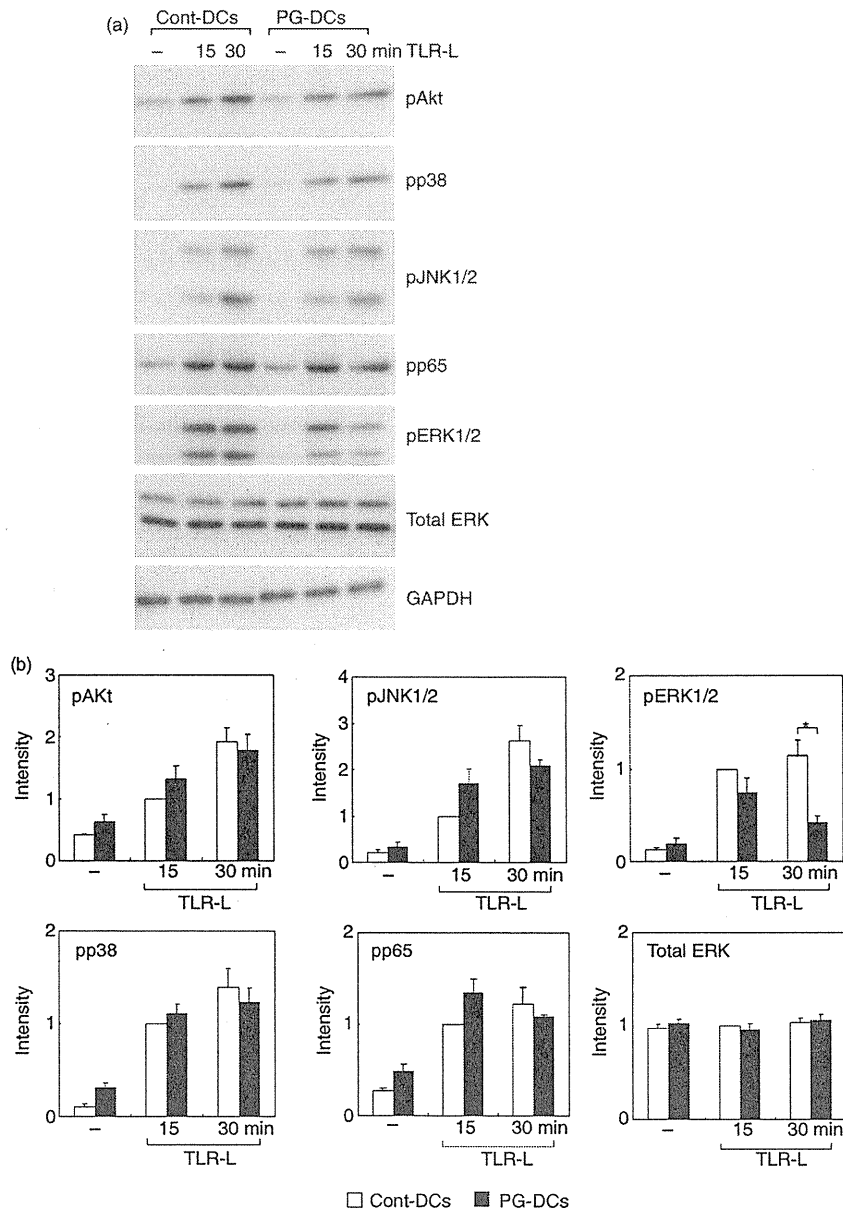 (a)
Cont-DCs PG-DCs
– 15 30 – 15 30 min TLR-L
pAkt
pp38
pJNK1/2
pp65
pERK1/2
Total ERK
GAPDH
(b)
pAKt
Intensity
3
2
1
0
– 15 30 min
TLR-L
pJNK1/2
Intensity
4
3
2
1
0
– 15 30 min
TLR-L
pERK1/2
Intensity
2
1
0
*
– 15 30 min
TLR-L
pp38
Intensity
2
1
0
– 15 30 min
TLR-L
pp65
Intensity
2
1
0
– 15 30 min
TLR-L
Total ERK
Intensity
2
1
0
– 15 30 min
TLR-L
Cont-DCs PG-DCs